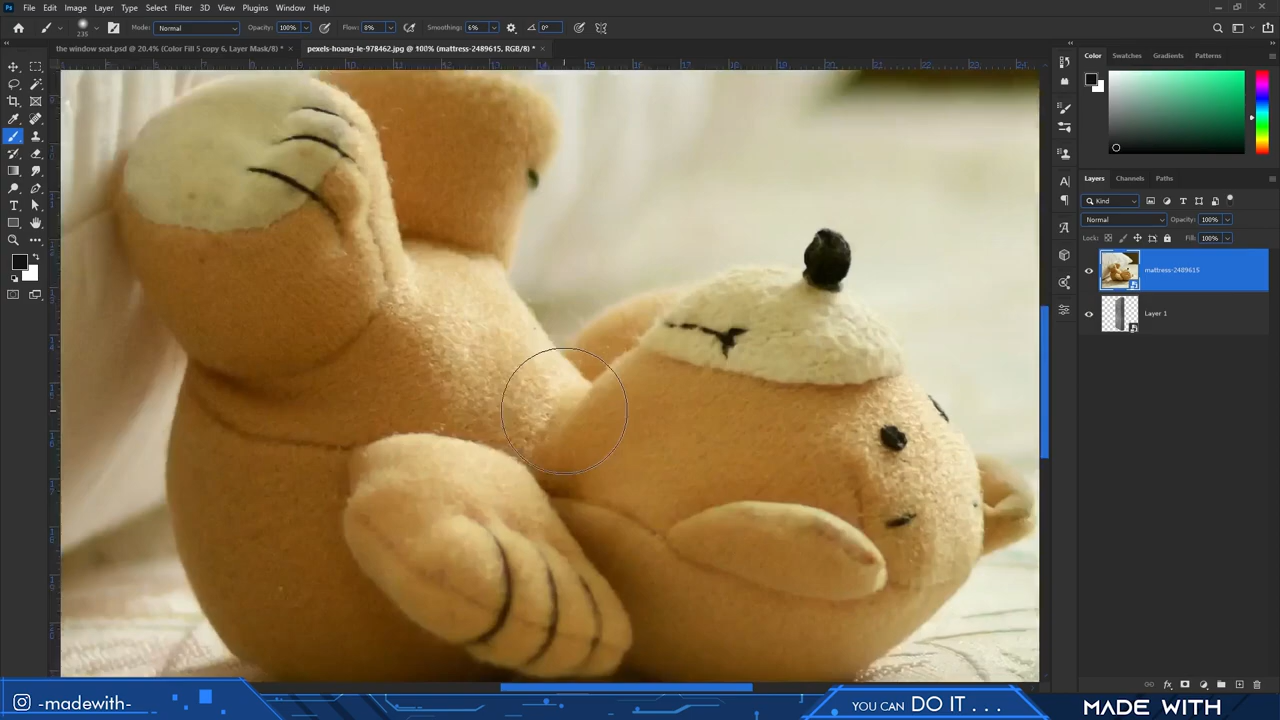 Ps File Edit Image Layer Type Select Filter 3D View Plugins Window Help
235 Mode: Normal Opacity: 100% Flow: 8% Smoothing: 6% 0°
the window seat.psd @ 20.4% (Color Fill 5 copy 6, Layer Mask/8) * × pexels-hoang-le-978462.jpg @ 100% (mattress-2489615, RGB/8) * ×
Color Swatches Gradients Patterns
Layers Channels Paths
Kind
Normal Opacity: 100%
Lock: Fill: 100%
mattress-2489615
Layer 1
-madewith-
YOU CAN DO IT . . .
MADE WITH